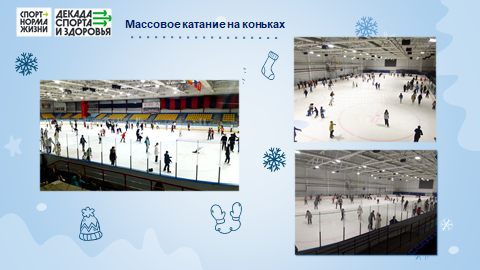 СПОРТ
НОРМА
ЖИЗНИ
ДЕКАДА
СПОРТА
И ЗДОРОВЬЯ
Массовое катание на коньках